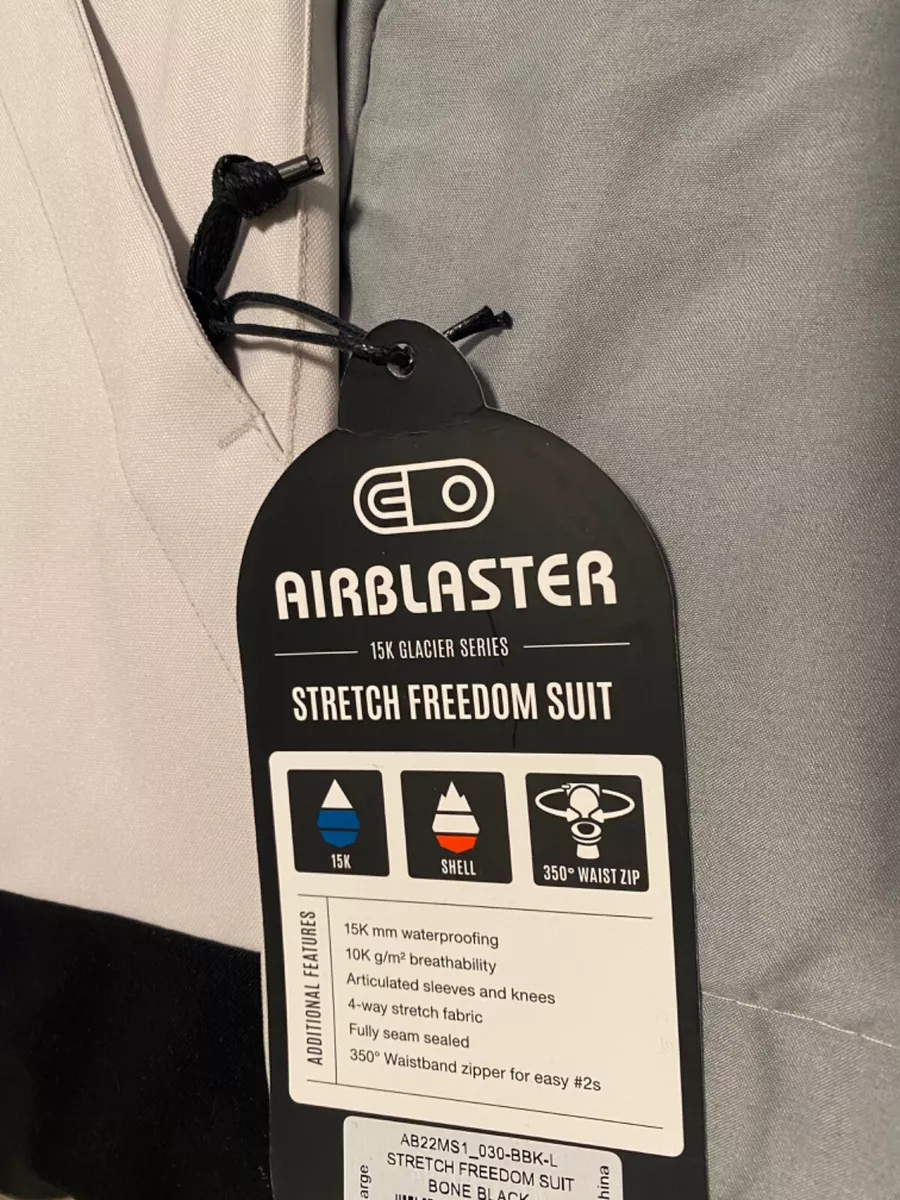 AIRBLASTER
15K GLACIER SERIES
STRETCH FREEDOM SUIT
15K
SHELL
350° WAIST ZIP
ADDITIONAL FEATURES
15K mm waterproofing
10K g/m² breathability
Articulated sleeves and knees
4-way stretch fabric
Fully seam sealed
350° Waistband zipper for easy #2s
AB22MS1_030-BBK-L
STRETCH FREEDOM SUIT
BONE BLACK